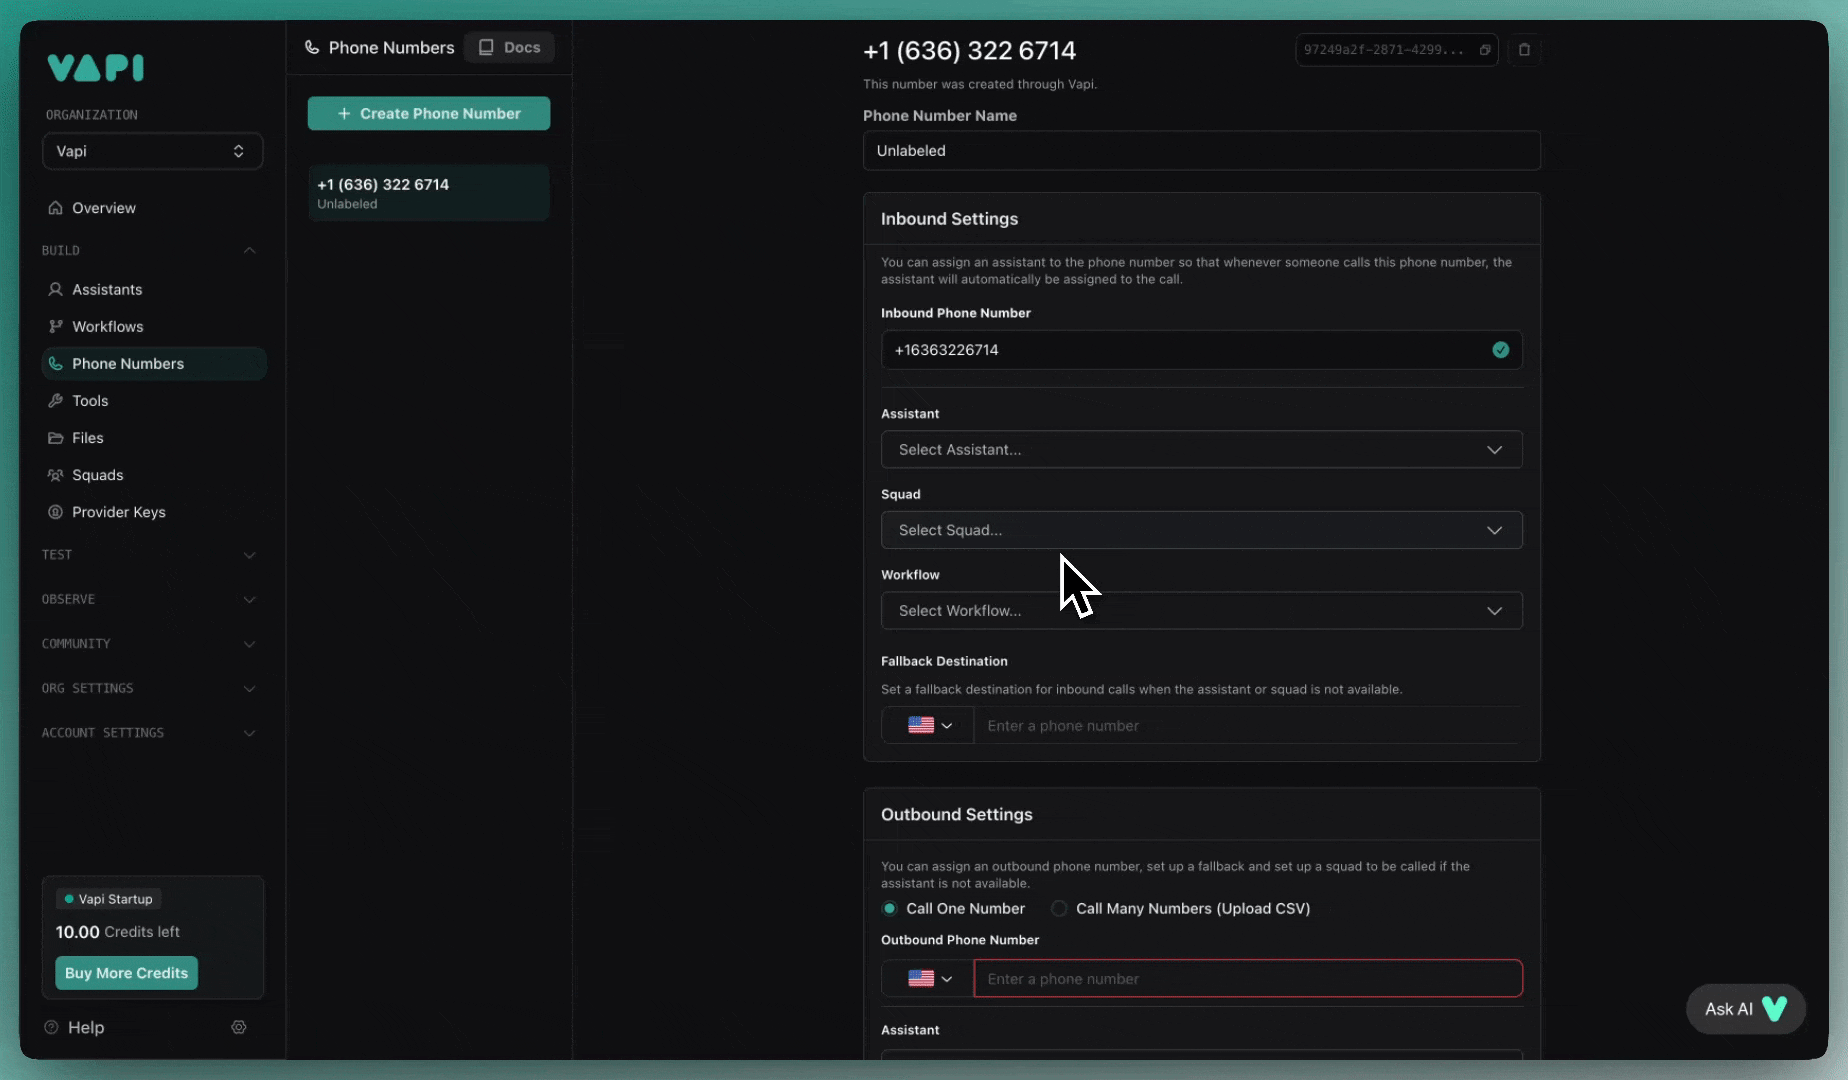 VAPI
ORGANIZATION
Vapi
Overview
BUILD
Assistants
Workflows
Phone Numbers
Tools
Files
Squads
Provider Keys
TEST
OBSERVE
COMMUNITY
ORG SETTINGS
ACCOUNT SETTINGS
Vapi Startup
10.00 Credits left
Buy More Credits
Help
Phone Numbers
Docs
+ Create Phone Number
+1 (636) 322 6714
Unlabeled
+1 (636) 322 6714
97249a2f-2871-4299...
This number was created through Vapi.
Phone Number Name
Unlabeled
Inbound Settings
You can assign an assistant to the phone number so that whenever someone calls this phone number, the
assistant will automatically be assigned to the call.
Inbound Phone Number
+16363226714
Assistant
Select Assistant...
Squad
Select Squad...
Workflow
Select Workflow...
Fallback Destination
Set a fallback destination for inbound calls when the assistant or squad is not available.
Enter a phone number
Outbound Settings
You can assign an outbound phone number, set up a fallback and set up a squad to be called if the
assistant is not available.
Call One Number
Call Many Numbers (Upload CSV)
Outbound Phone Number
Enter a phone number
Assistant
Ask AI